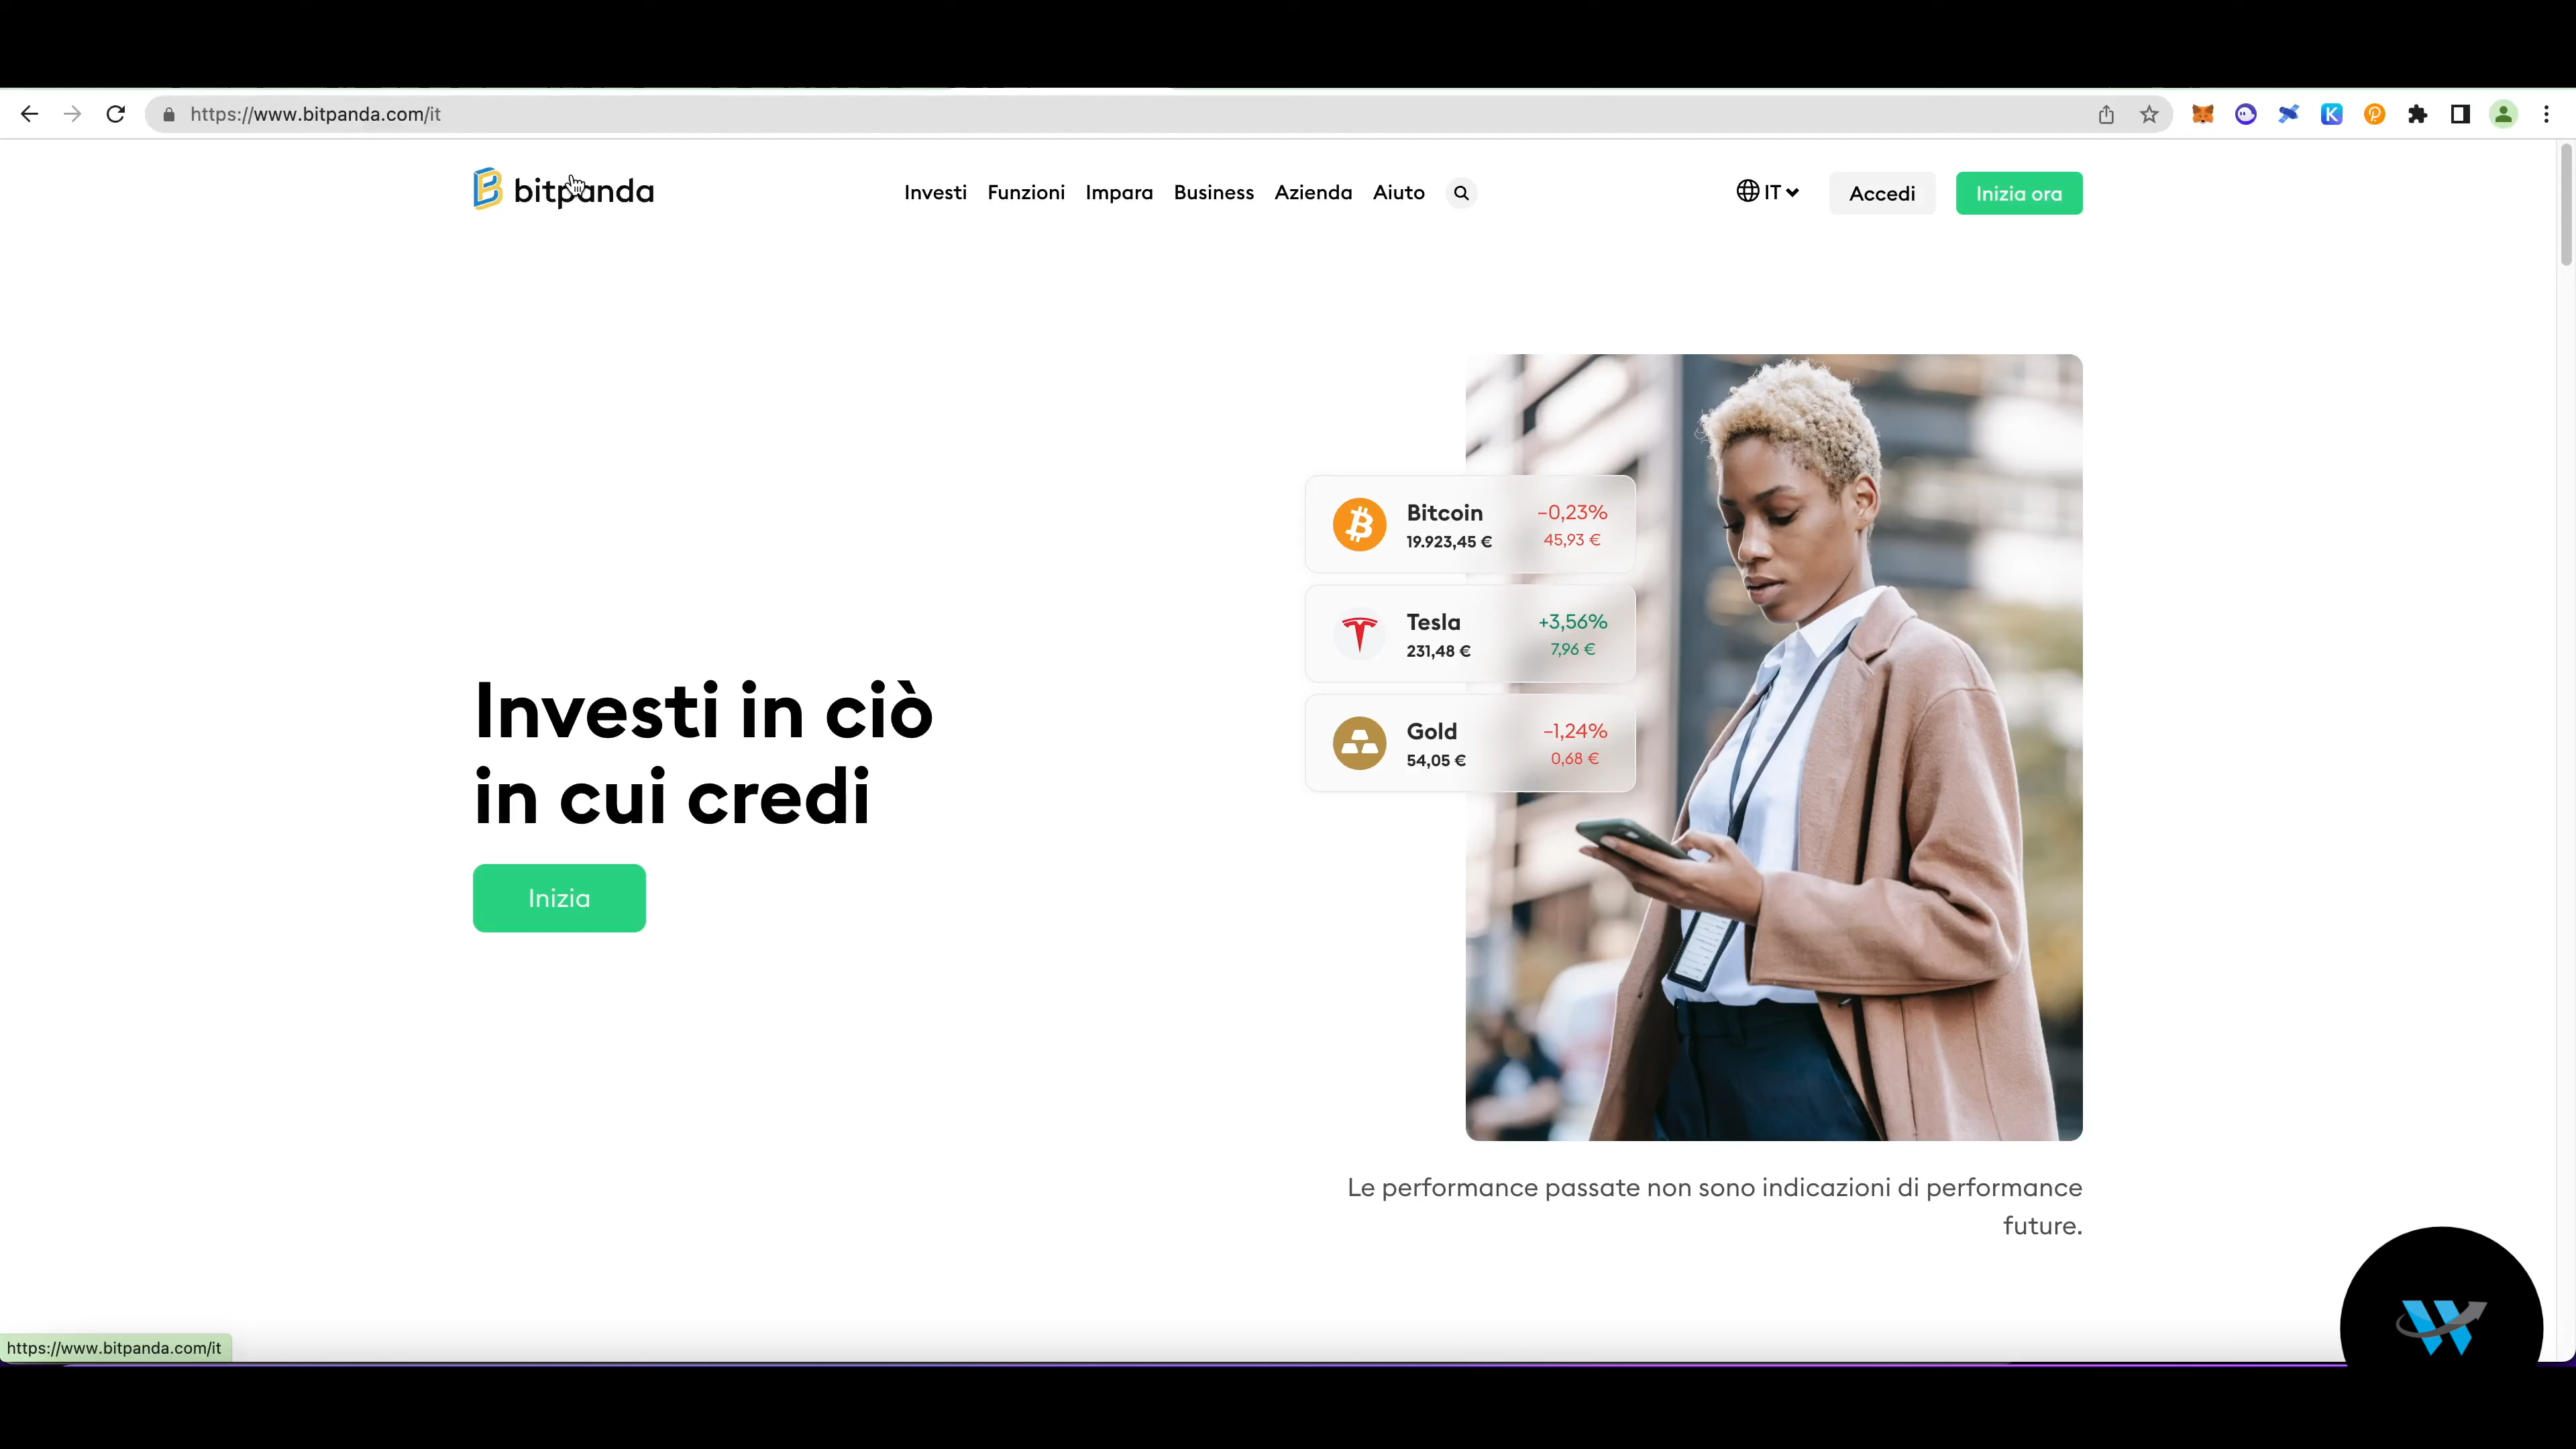 https://www.bitpanda.com/it
bitpanda
Investi Funzioni Impara Business Azienda Aiuto
IT
Accedi
Inizia ora
Bitcoin −0,23%
19.923,45 € 45,93 €
Tesla +3,56%
231,48 € 7,96 €
Gold −1,24%
54,05 € 0,68 €
Investi in ciò
in cui credi
Inizia
Le performance passate non sono indicazioni di performance
future.
https://www.bitpanda.com/it